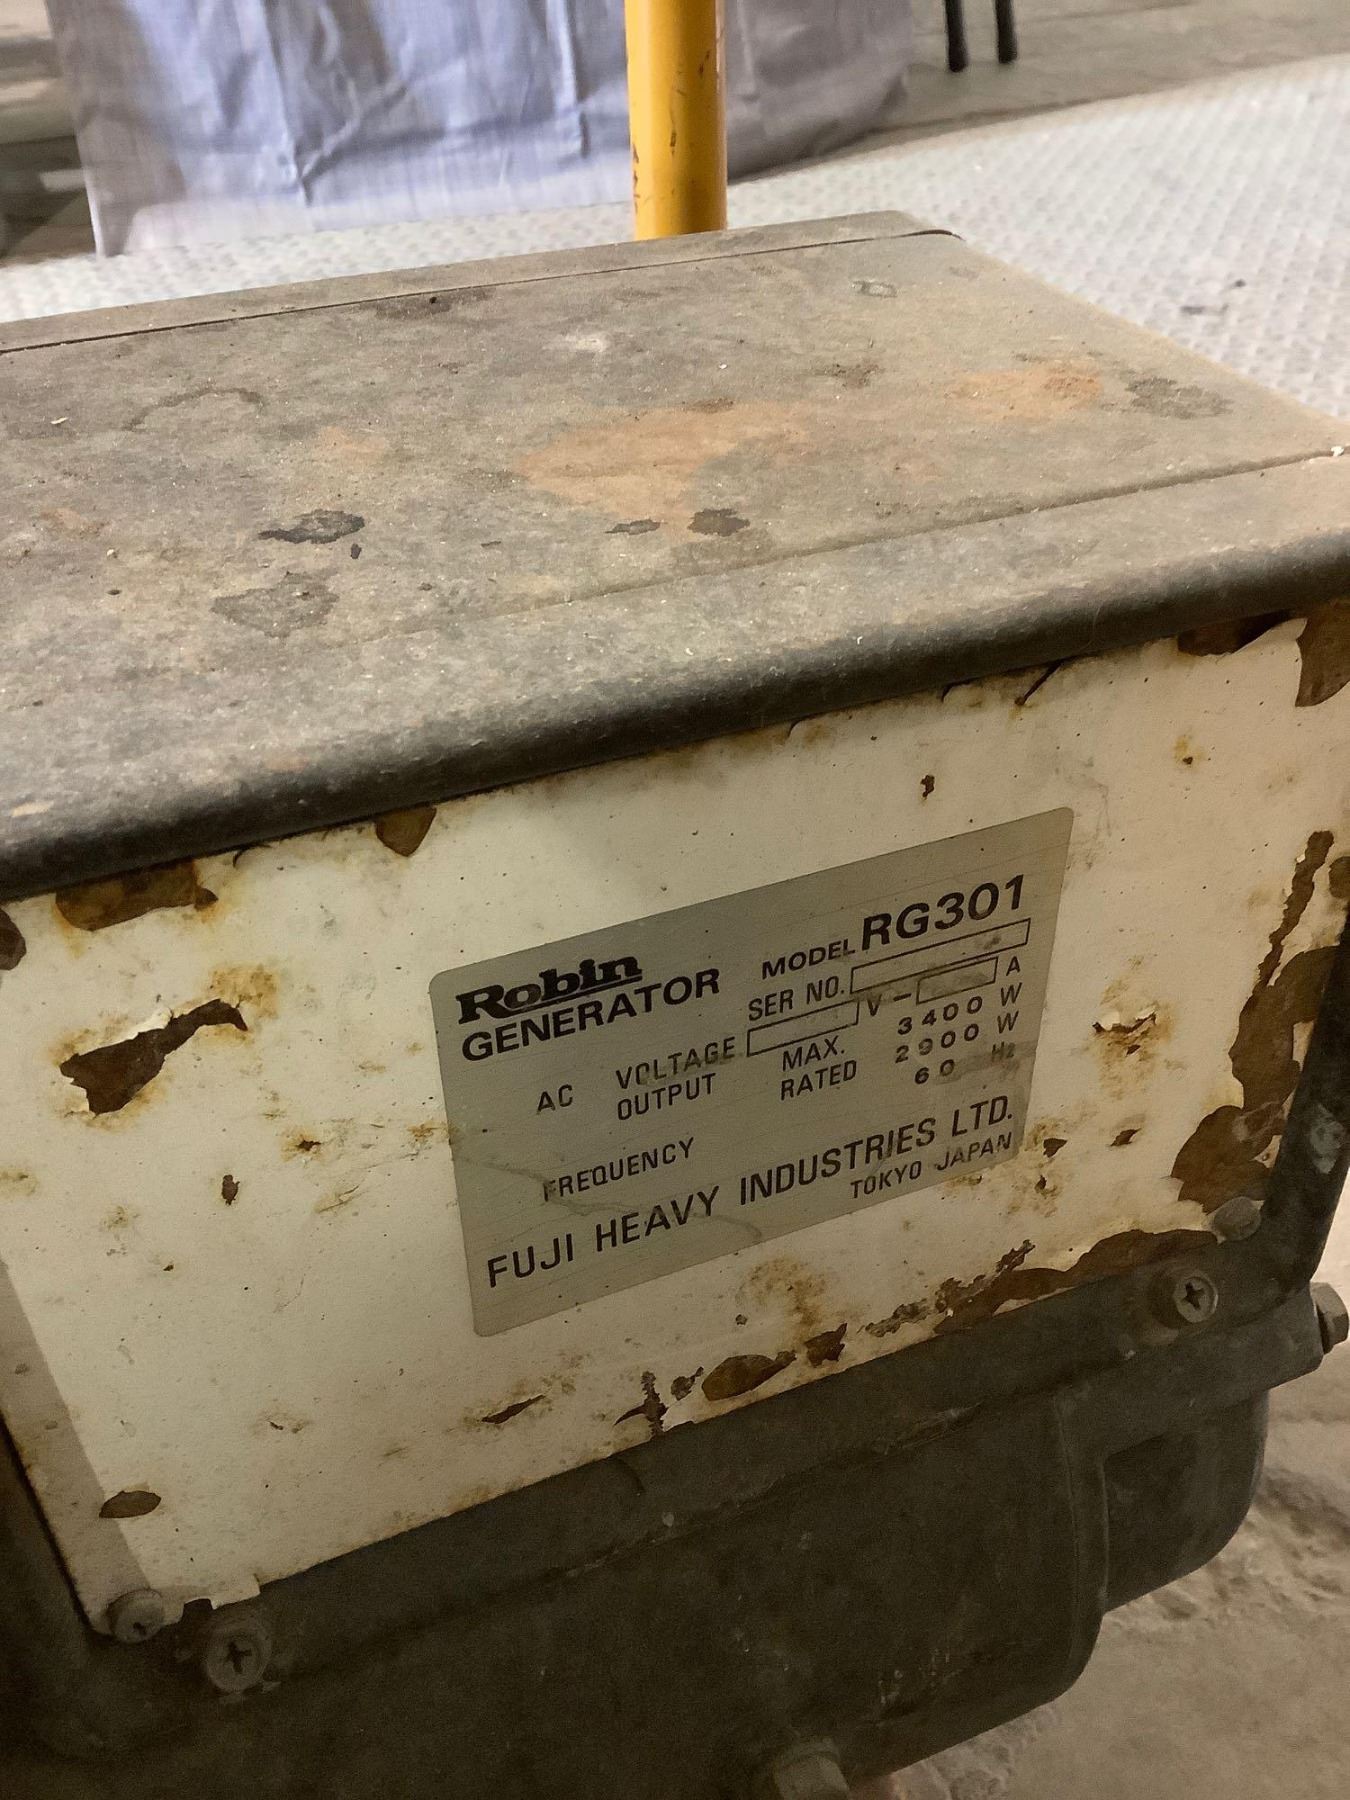 Robin
GENERATOR
MODEL RG301
SER NO.
AC VOLTAGE V - A
OUTPUT MAX. 3400 W
RATED 2900 W
FREQUENCY 60 Hz
FUJI HEAVY INDUSTRIES LTD.
TOKYO JAPAN